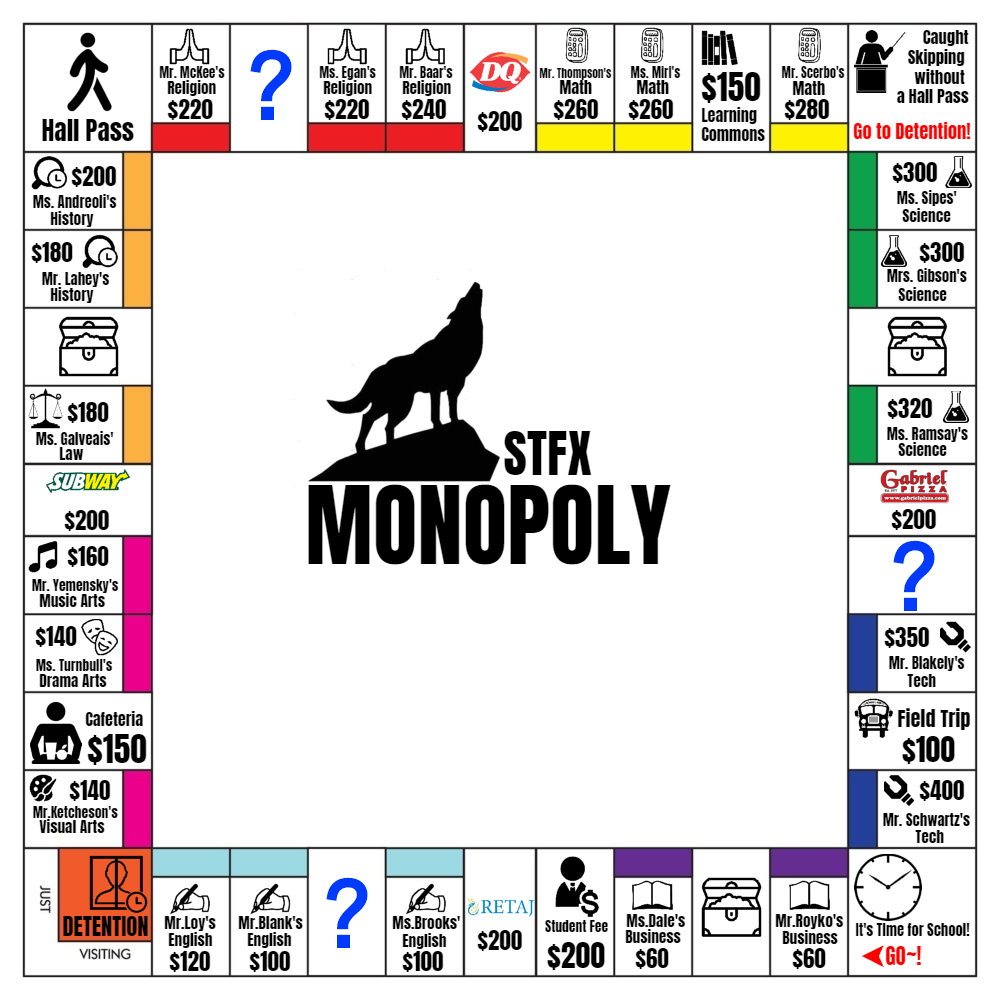 Hall Pass
Mr. McKee's
Religion
$220
?
Ms. Egan's
Religion
$220
Mr. Baar's
Religion
$240
DQ
$200
Mr. Thompson's
Math
$260
Ms. Miri's
Math
$260
$150
Learning
Commons
Mr. Scerbo's
Math
$280
Caught
Skipping
without
a Hall Pass
Go to Detention!
$200
Ms. Andreoli's
History
$180
Mr. Lahey's
History
$180
Ms. Galveais'
Law
SUBWAY
$200
$160
Mr. Yemensky's
Music Arts
$140
Ms. Turnbull's
Drama Arts
Cafeteria
$150
$140
Mr.Ketcheson's
Visual Arts
STFX
MONOPOLY
$300
Ms. Sipes'
Science
$300
Mrs. Gibson's
Science
$320
Ms. Ramsay's
Science
Gabriel
PIZZA
www.gabrielpizza.com
$200
?
$350
Mr. Blakely's
Tech
Field Trip
$100
$400
Mr. Schwartz's
Tech
JUST
DETENTION
VISITING
Mr.Loy's
English
$120
Mr.Blank's
English
$100
?
Ms.Brooks'
English
$100
RETAJ
$200
Student Fee
$200
Ms.Dale's
Business
$60
Mr.Royko's
Business
$60
It's Time for School!
GO~!